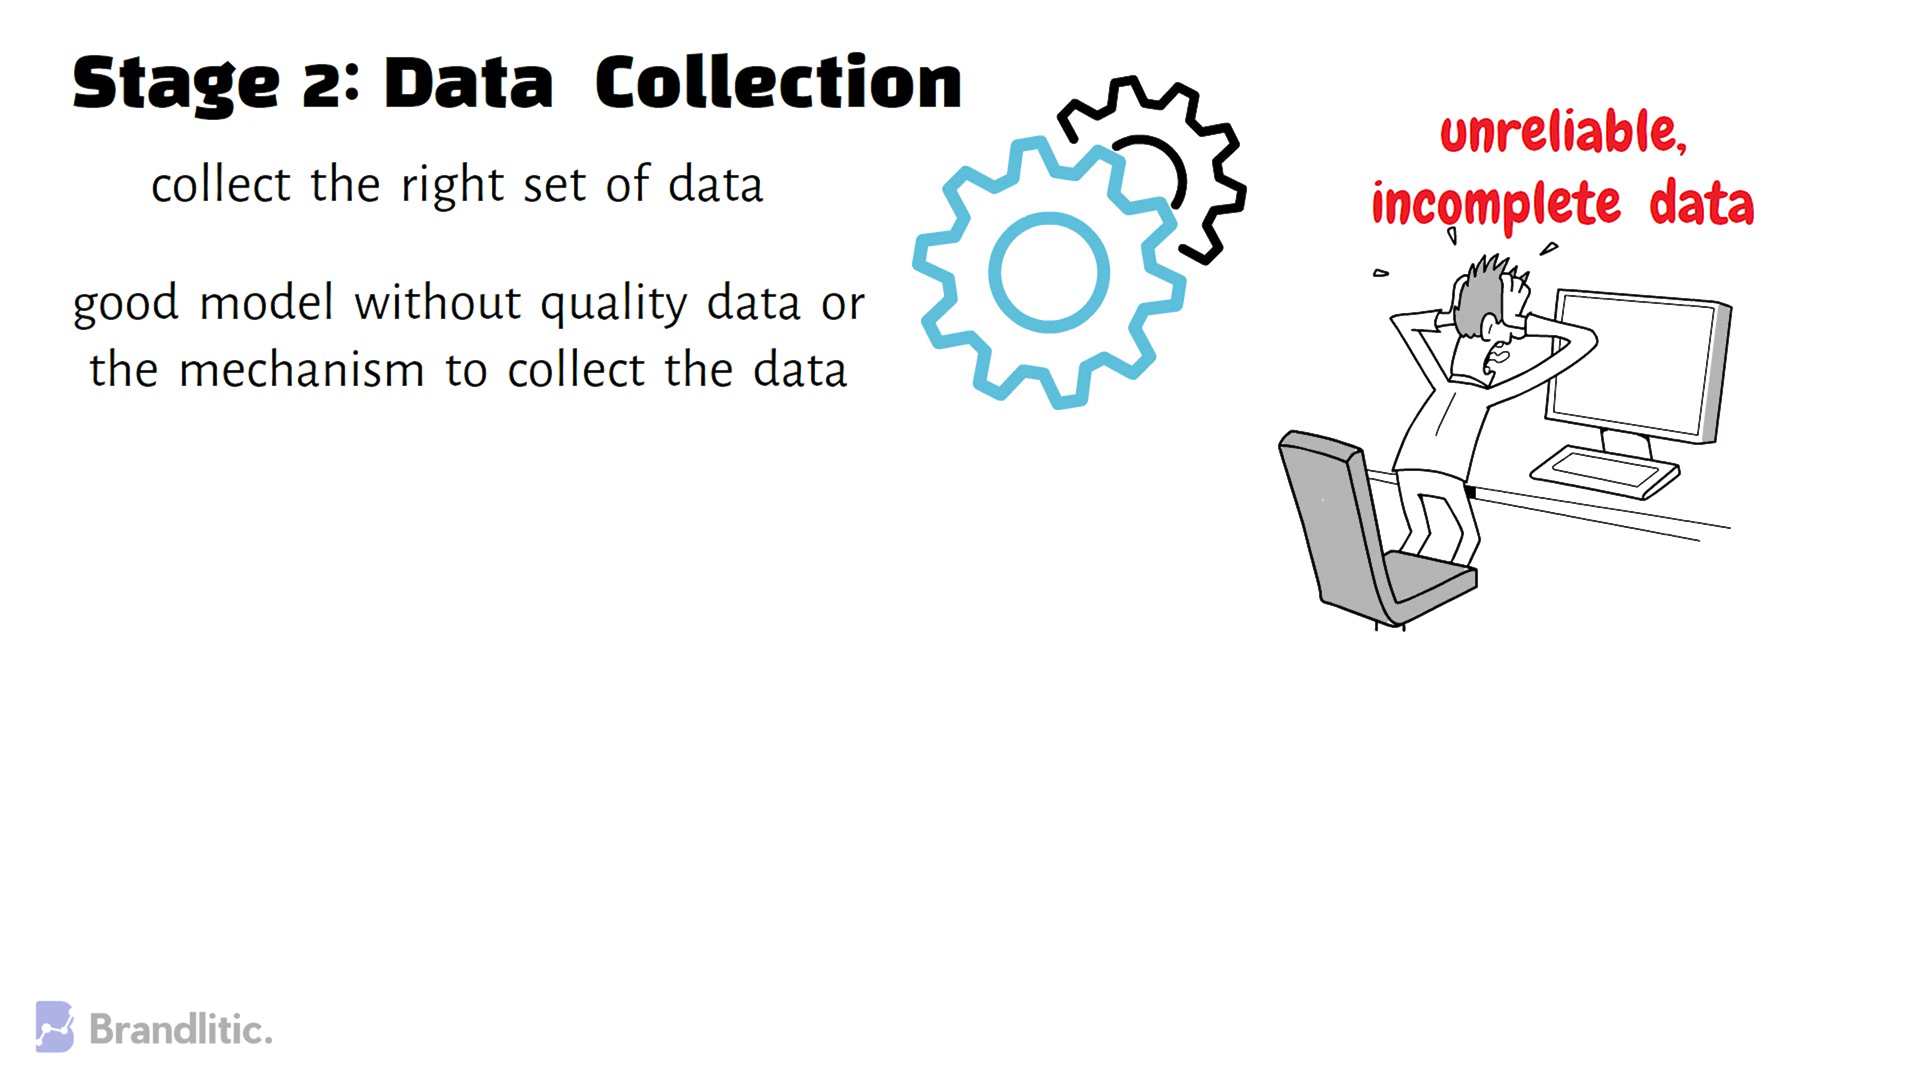 Stage 2: Data Collection
collect the right set of data
good model without quality data or
the mechanism to collect the data
unreliable,
incomplete data
Brandlitic.